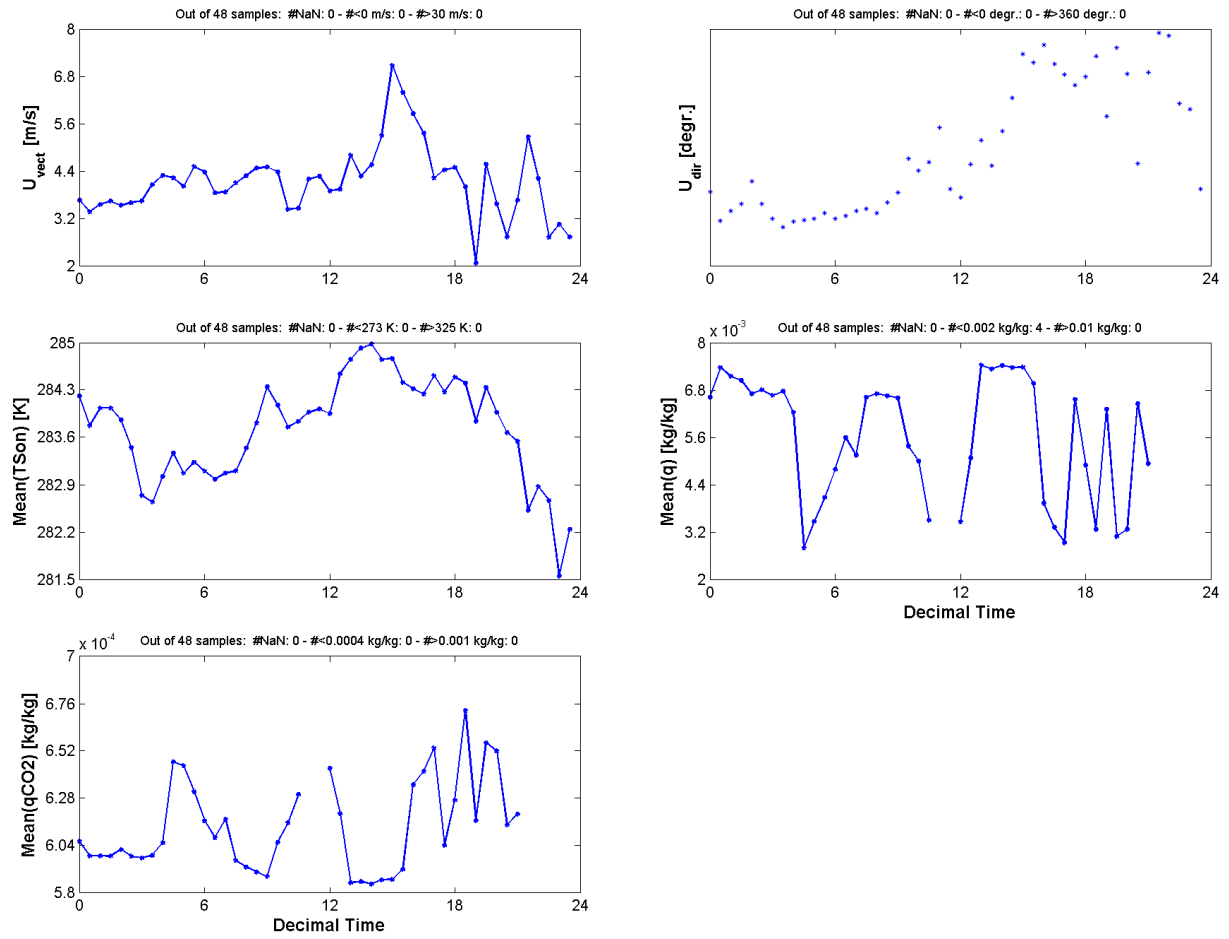 Out of 48 samples:  #NaN: 0 - #<0 m/s: 0 - #>30 m/s: 0
8
6.8
5.6
4.4
3.2
2
U_vect [m/s]
0 6 12 18 24
Out of 48 samples:  #NaN: 0 - #<0 degr.: 0 - #>360 degr.: 0
U_dir [degr.]
0 6 12 18 24
Out of 48 samples:  #NaN: 0 - #<273 K: 0 - #>325 K: 0
285
284.3
283.6
282.9
282.2
281.5
Mean(TSon) [K]
0 6 12 18 24
x 10^-3
Out of 48 samples:  #NaN: 0 - #<0.002 kg/kg: 4 - #>0.01 kg/kg: 0
8
6.8
5.6
4.4
3.2
2
Mean(q) [kg/kg]
0 6 12 18 24
Decimal Time
x 10^-4
Out of 48 samples:  #NaN: 0 - #<0.0004 kg/kg: 0 - #>0.001 kg/kg: 0
7
6.76
6.52
6.28
6.04
5.8
Mean(qCO2) [kg/kg]
0 6 12 18 24
Decimal Time